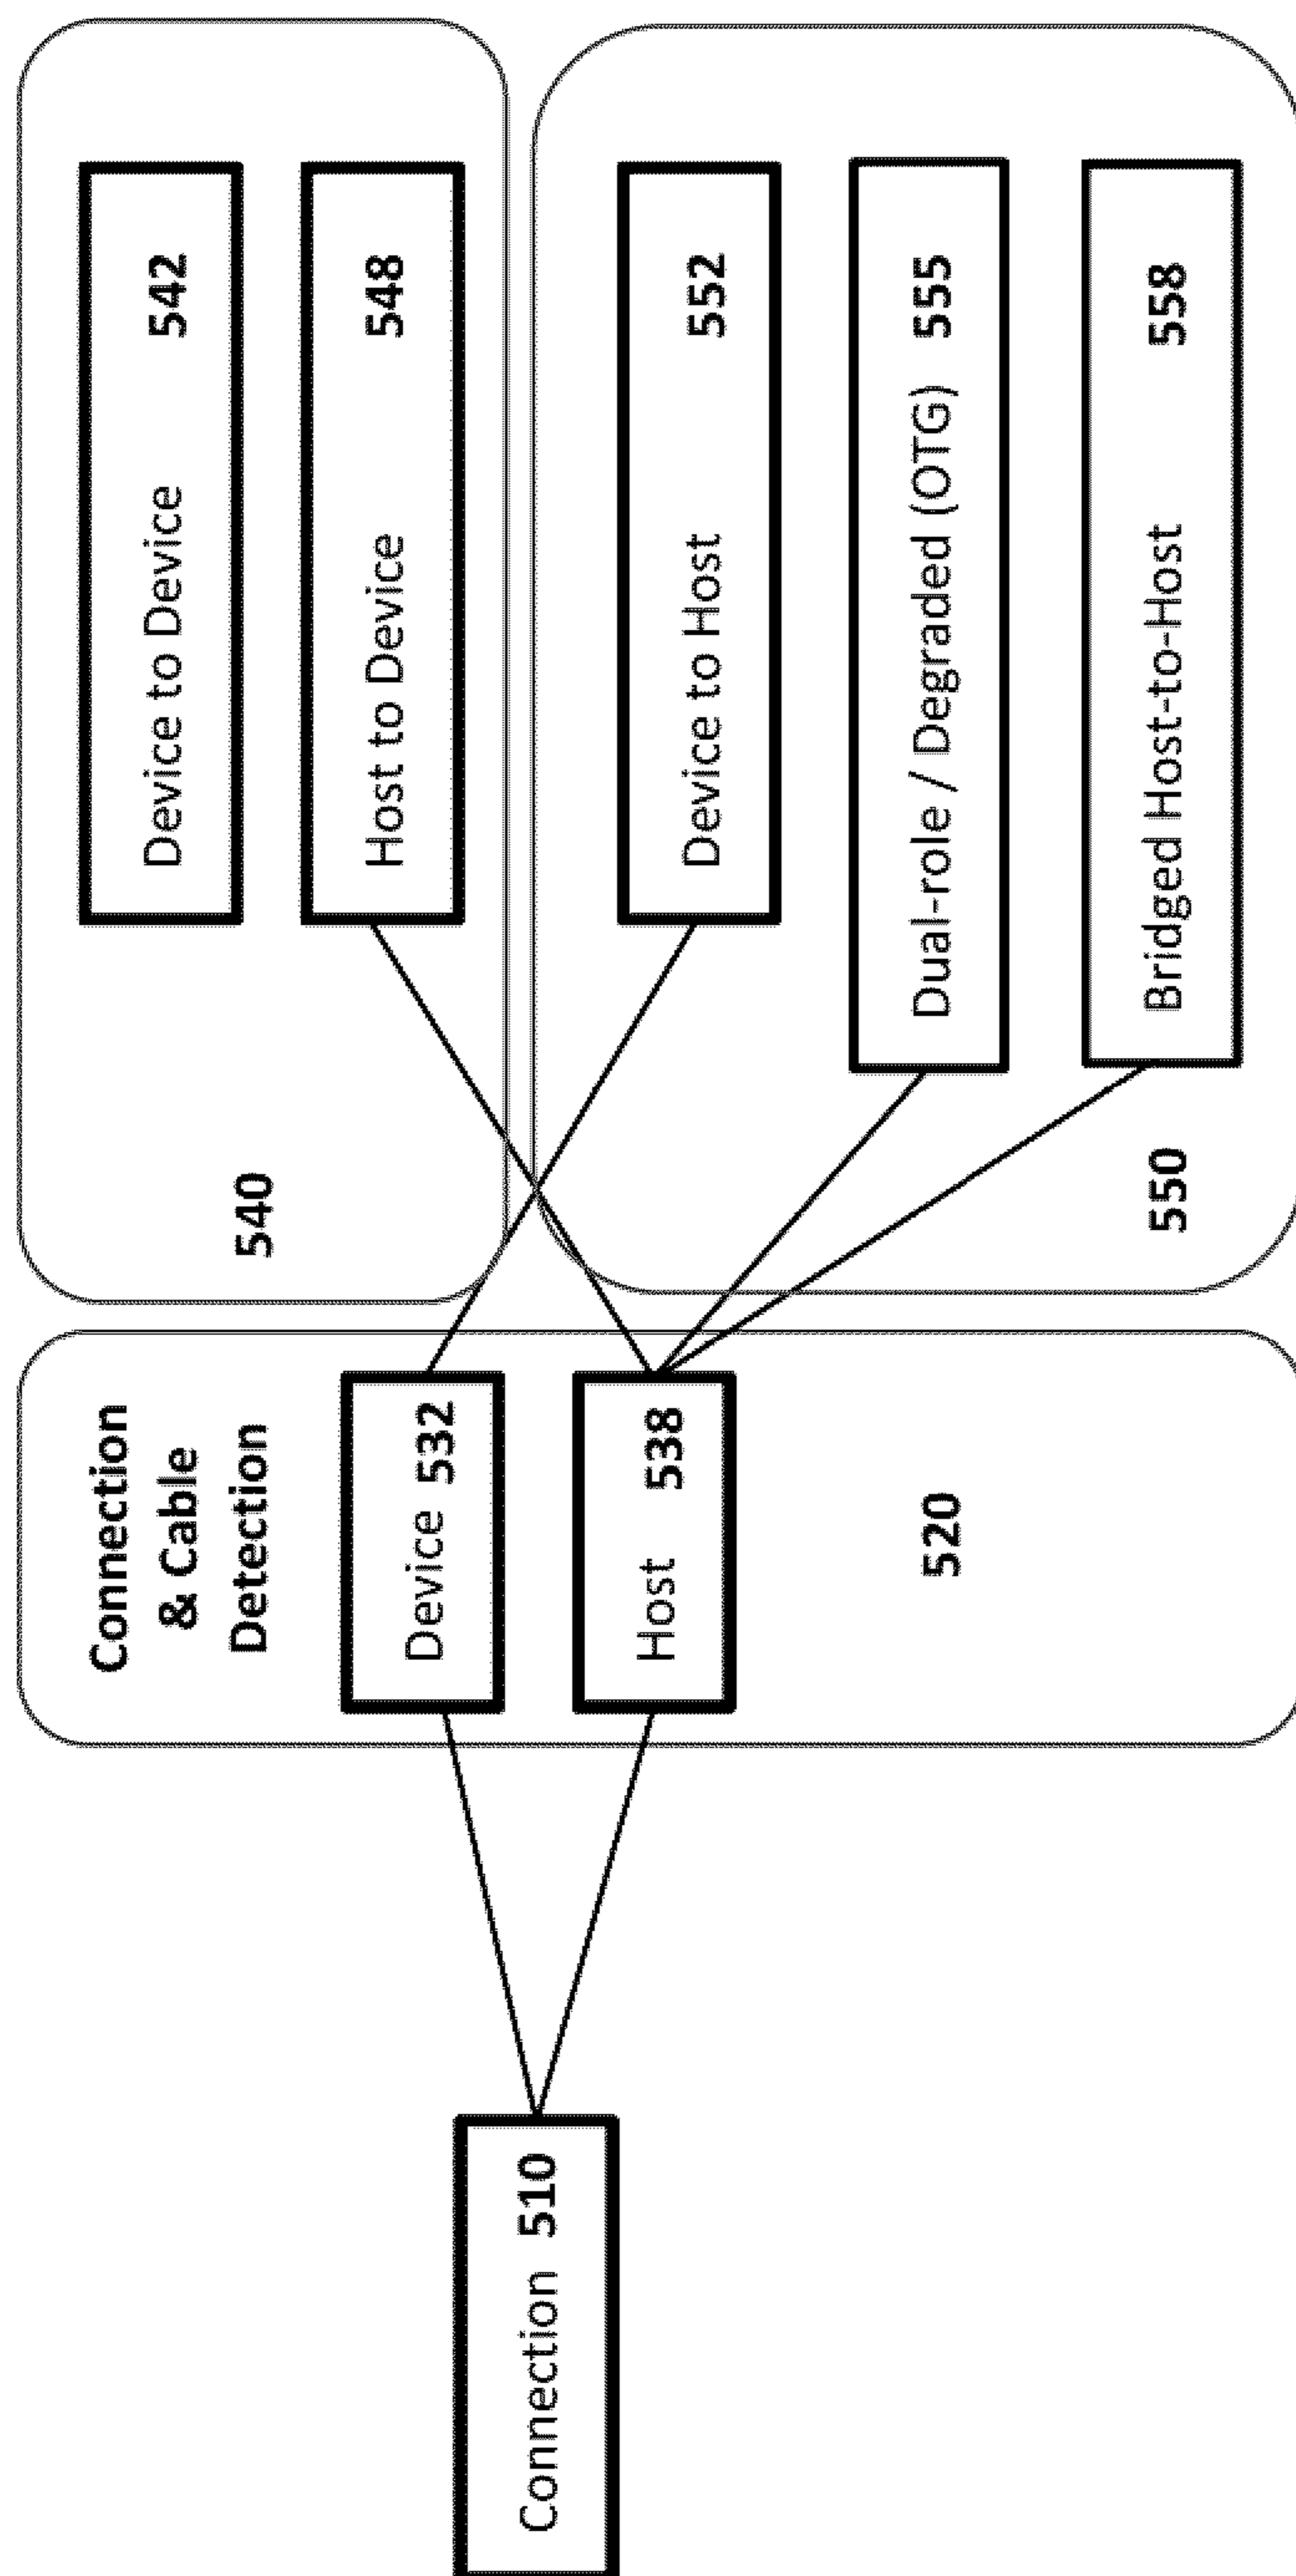 Connection 510
Connection
& Cable
Detection
Device 532
Host 538
520
540
Device to Device 542
Host to Device 548
550
Device to Host 552
Dual-role / Degraded (OTG) 555
Bridged Host-to-Host 558